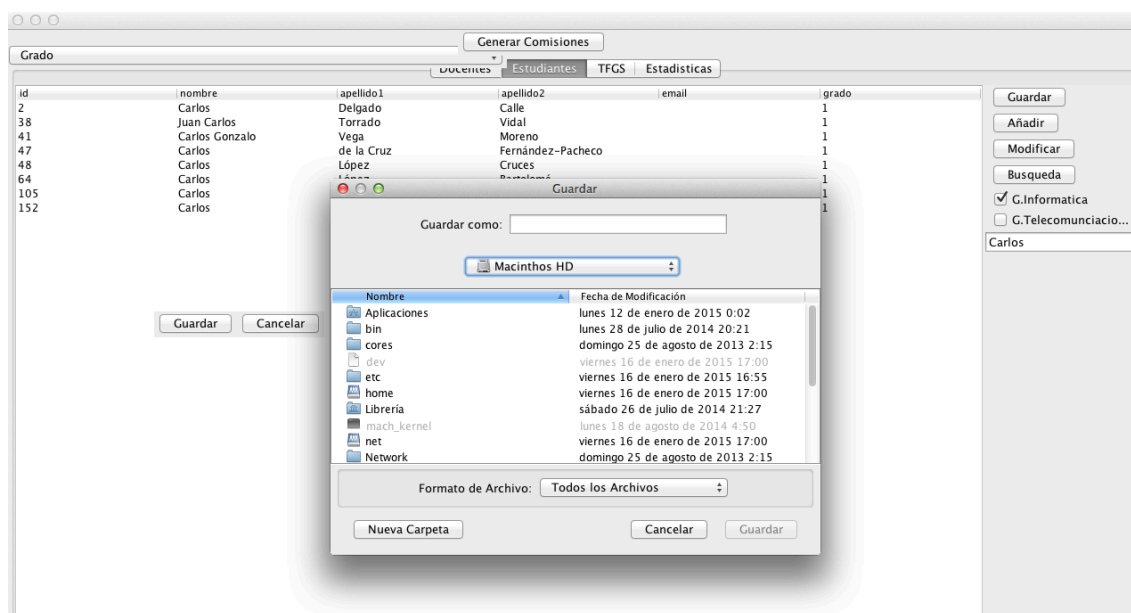 Generar Comisiones
Grado
Docentes Estudiantes TFGS Estadisticas
id nombre apellido1 apellido2 email grado
2 Carlos Delgado Calle 1
38 Juan Carlos Torrado Vidal 1
41 Carlos Gonzalo Vega Moreno 1
47 Carlos de la Cruz Fernández-Pacheco 1
48 Carlos López Cruces 1
64 Carlos López Bartolomé 1
105 Carlos 1
152 Carlos 1
Guardar
Añadir
Modificar
Busqueda
G.Informatica
G.Telecomunciacio...
Carlos
Guardar Cancelar
Guardar
Guardar como:
Macinthos HD
Nombre Fecha de Modificación
Aplicaciones lunes 12 de enero de 2015 0:02
bin lunes 28 de julio de 2014 20:21
cores domingo 25 de agosto de 2013 2:15
dev viernes 16 de enero de 2015 17:00
etc viernes 16 de enero de 2015 16:55
home viernes 16 de enero de 2015 17:00
Librería sábado 26 de julio de 2014 21:27
mach_kernel lunes 18 de agosto de 2014 4:50
net viernes 16 de enero de 2015 17:00
Network domingo 25 de agosto de 2013 2:15
Formato de Archivo: Todos los Archivos
Nueva Carpeta Cancelar Guardar